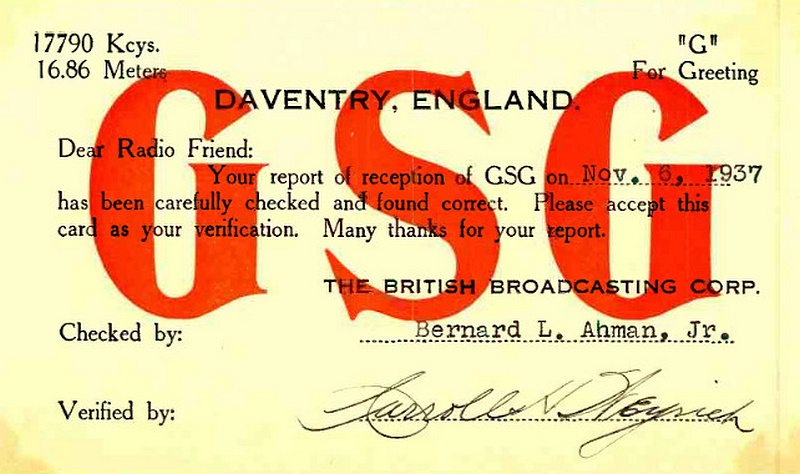 17790 Kcys.
"G"
16.86 Meters
For Greeting
GSG
DAVENTRY, ENGLAND.
Dear Radio Friend:
Your report of reception of GSG on Nov. 6, 1937
has been carefully checked and found correct. Please accept this
card as your verification. Many thanks for your report.
THE BRITISH BROADCASTING CORP.
Checked by: Bernard L. Ahman, Jr.
Verified by: Carroll H Weyrich